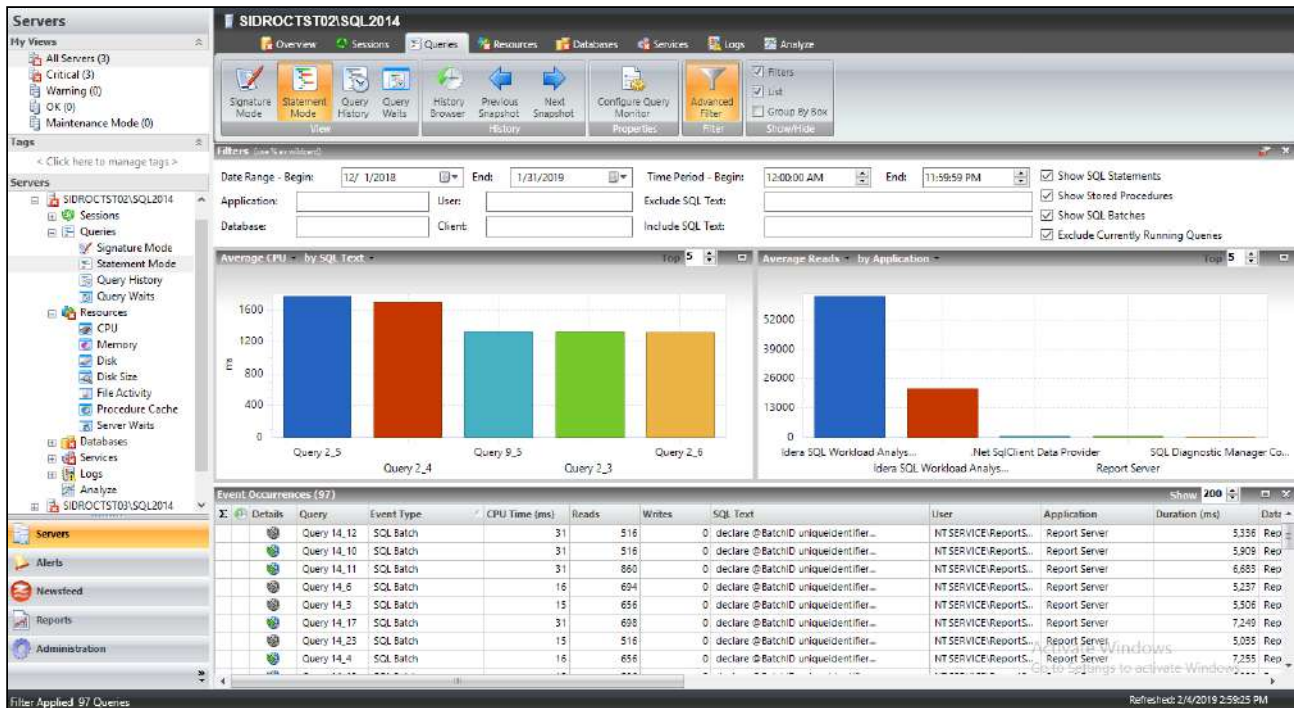 Servers
My Views
All Servers (3)
Critical (3)
Warning (0)
OK (0)
Maintenance Mode (0)
Tags
< Click here to manage tags >
Servers
SIDROCTST02\SQL2014
Sessions
Queries
Signature Mode
Statement Mode
Query History
Query Waits
Resources
CPU
Memory
Disk
Disk Size
File Activity
Procedure Cache
Server Waits
Databases
Services
Logs
Analyze
SIDROCTST03\SQL2014
Servers
Alerts
Newsfeed
Reports
Administration
SIDROCTST02\SQL2014
Overview Sessions Queries Resources Databases Services Logs Analyze
Signature Mode Statement Mode Query History Query Waits History Browser Previous Snapshot Next Snapshot Configure Query Monitor Advanced Filter
Filters
List
Group By Box
View History Properties Filter Show/Hide
Filters (use % as wildcard)
Date Range - Begin: 12/ 1/2018 End: 1/31/2019 Time Period - Begin: 12:00:00 AM End: 11:59:59 PM Show SQL Statements
Application: User: Exclude SQL Text: Show Stored Procedures
Database: Client: Include SQL Text: Show SQL Batches
Exclude Currently Running Queries
Average CPU by SQL Text Top 5
ms
1600
1200
800
400
0
Query 2_5 Query 9_5 Query 2_6
Query 2_4 Query 2_3
Average Reads by Application Top 5
52000
39000
26000
13000
0
Idera SQL Workload Analys... .Net SqlClient Data Provider SQL Diagnostic Manager Co...
Idera SQL Workload Analys... Report Server
Event Occurrences (97) Show 200
Σ Details Query Event Type CPU Time (ms) Reads Writes SQL Text User Application Duration (ms) Data
Query 14_12 SQL Batch 31 516 0 declare @BatchID uniqueidentifier... NT SERVICE\ReportS... Report Server 5,336 Rep
Query 14_10 SQL Batch 31 516 0 declare @BatchID uniqueidentifier... NT SERVICE\ReportS... Report Server 5,909 Rep
Query 14_11 SQL Batch 31 860 0 declare @BatchID uniqueidentifier... NT SERVICE\ReportS... Report Server 6,683 Rep
Query 14_6 SQL Batch 16 694 0 declare @BatchID uniqueidentifier... NT SERVICE\ReportS... Report Server 5,237 Rep
Query 14_3 SQL Batch 15 656 0 declare @BatchID uniqueidentifier... NT SERVICE\ReportS... Report Server 5,506 Rep
Query 14_17 SQL Batch 31 698 0 declare @BatchID uniqueidentifier... NT SERVICE\ReportS... Report Server 7,249 Rep
Query 14_23 SQL Batch 15 516 0 declare @BatchID uniqueidentifier... NT SERVICE\ReportS... Report Server 5,035 Rep
Query 14_4 SQL Batch 16 656 0 declare @BatchID uniqueidentifier... NT SERVICE\ReportS... Report Server 7,255 Rep
Activate Windows
Go to Settings to activate Windows.
Filter Applied 97 Queries Refreshed: 2/4/2019 2:59:25 PM